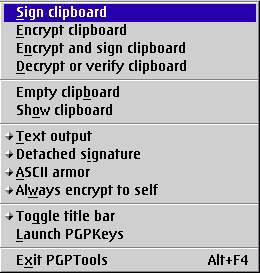 Sign clipboard
Encrypt clipboard
Encrypt and sign clipboard
Decrypt or verify clipboard
Empty clipboard
Show clipboard
Text output
Detached signature
ASCII armor
Always encrypt to self
Toggle title bar
Launch PGPKeys
Exit PGPTools Alt+F4